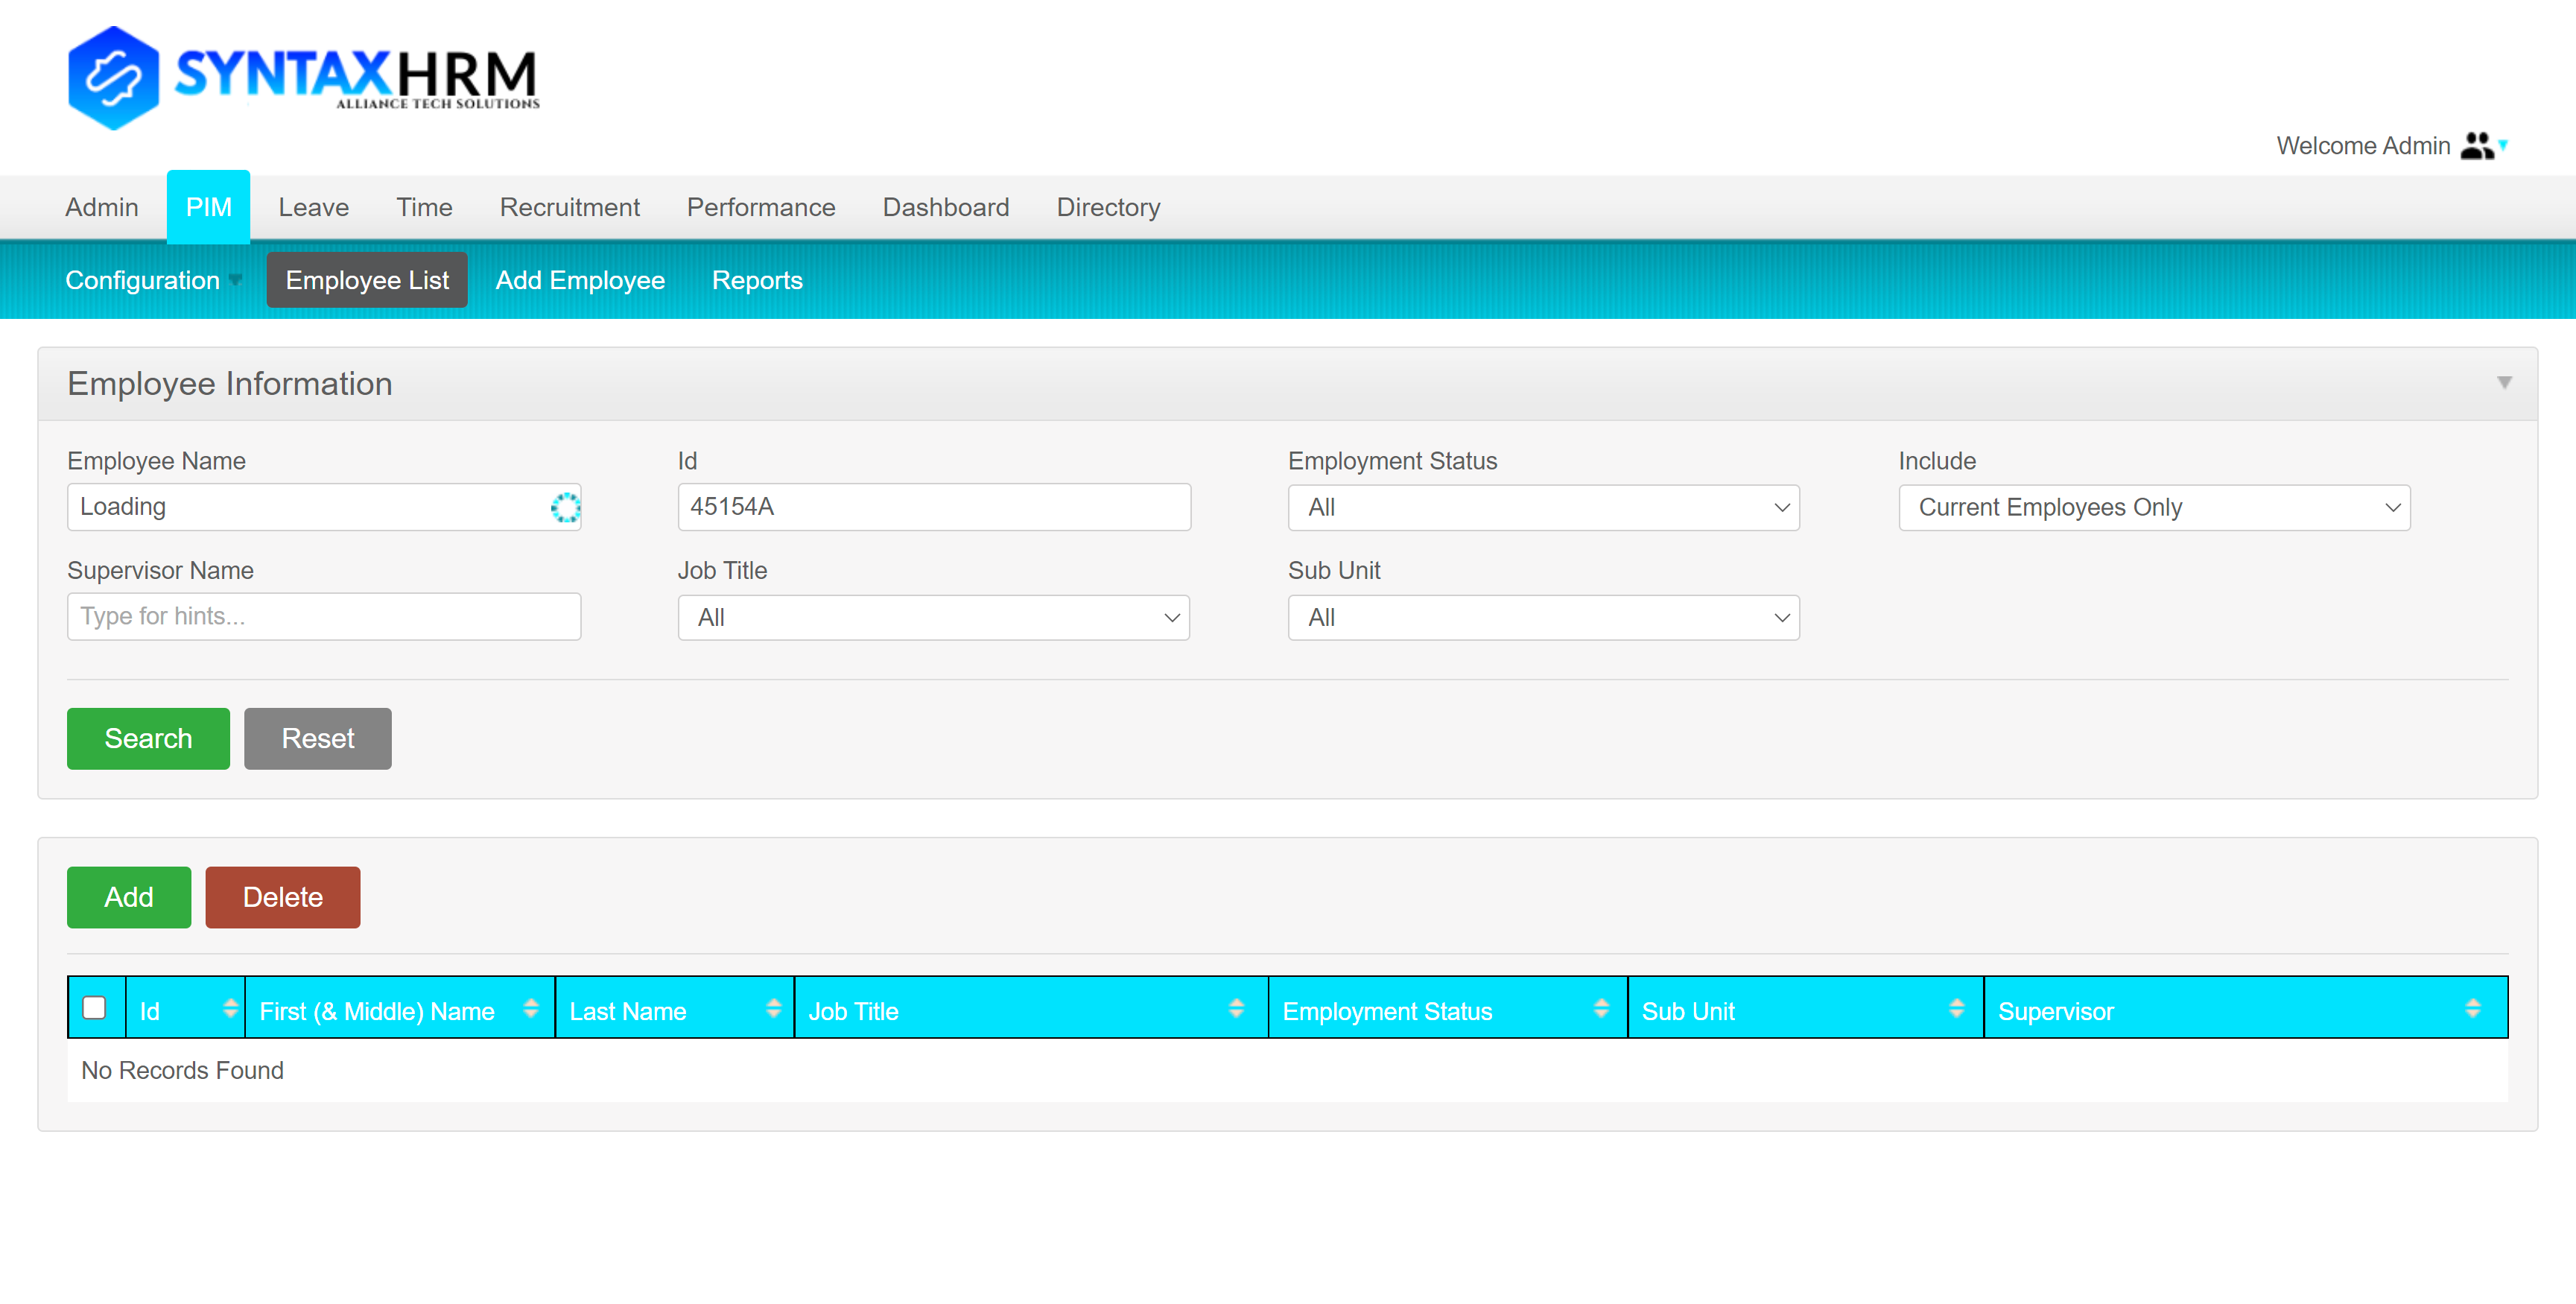 SYNTAXHRM
ALLIANCE TECH SOLUTIONS
Welcome Admin
Admin PIM Leave Time Recruitment Performance Dashboard Directory
Configuration Employee List Add Employee Reports
Employee Information
Employee Name Id Employment Status Include
Loading 45154A All Current Employees Only
Supervisor Name Job Title Sub Unit
Type for hints... All All
Search Reset
Add Delete
Id First (& Middle) Name Last Name Job Title Employment Status Sub Unit Supervisor
No Records Found